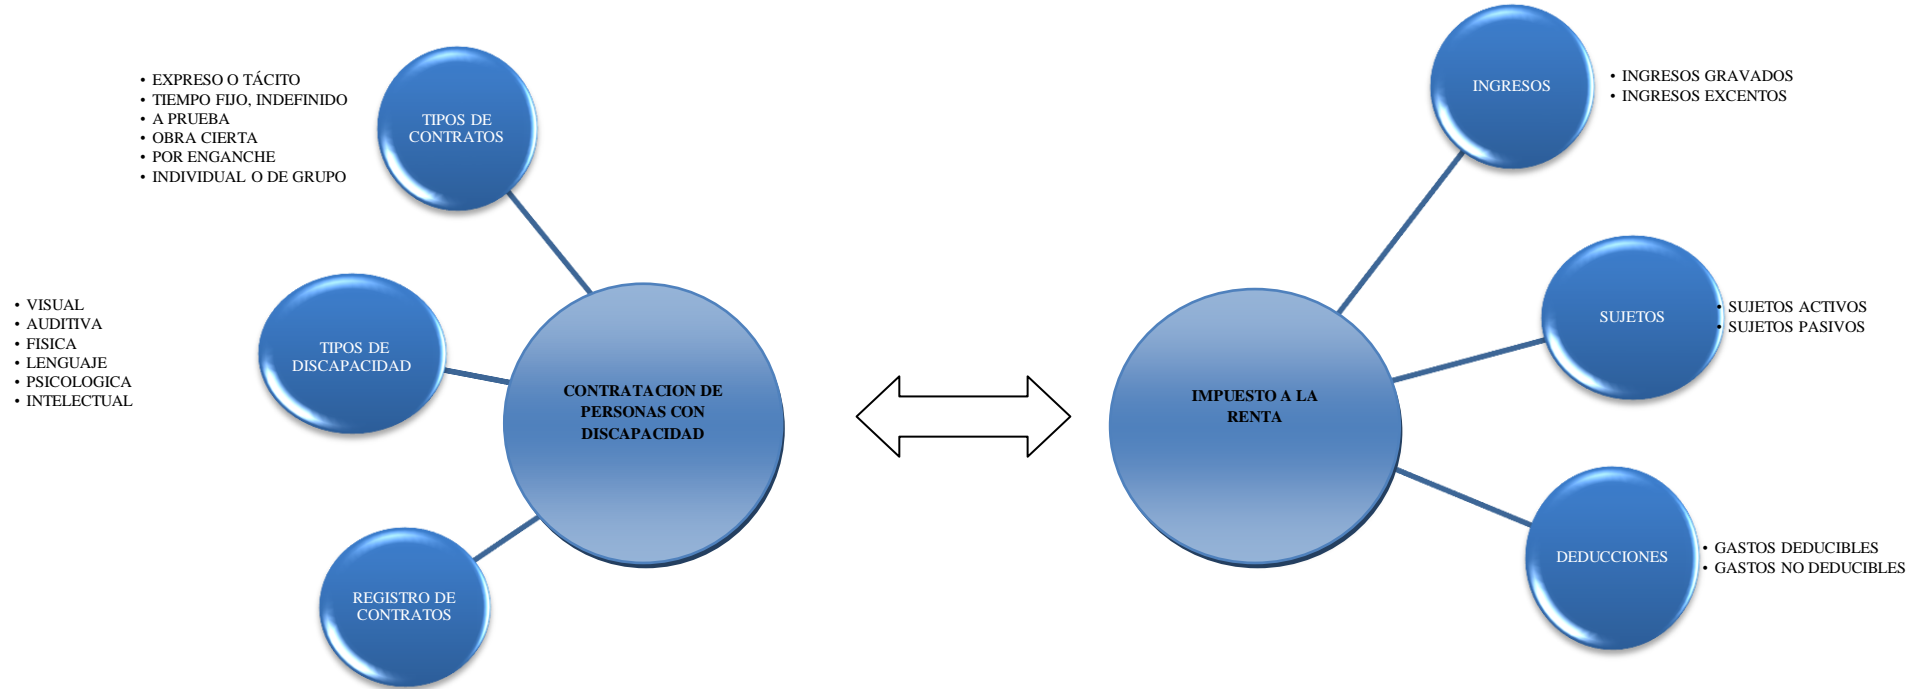 • EXPRESO O TÁCITO
• TIEMPO FIJO, INDEFINIDO
• A PRUEBA
• OBRA CIERTA
• POR ENGANCHE
• INDIVIDUAL O DE GRUPO
TIPOS DE
CONTRATOS
• VISUAL
• AUDITIVA
• FISICA
• LENGUAJE
• PSICOLOGICA
• INTELECTUAL
TIPOS DE
DISCAPACIDAD
REGISTRO DE
CONTRATOS
CONTRATACION DE
PERSONAS CON
DISCAPACIDAD
IMPUESTO A LA
RENTA
INGRESOS
• INGRESOS GRAVADOS
• INGRESOS EXCENTOS
SUJETOS
• SUJETOS ACTIVOS
• SUJETOS PASIVOS
DEDUCCIONES
• GASTOS DEDUCIBLES
• GASTOS NO DEDUCIBLES